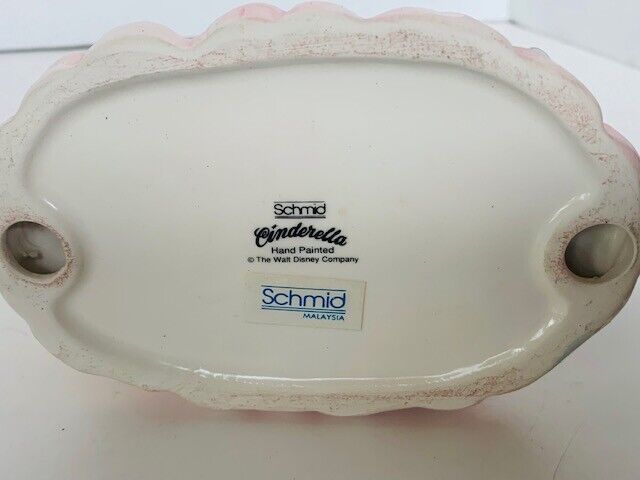 Schmid
Cinderella
Hand Painted
© The Walt Disney Company
Schmid
MALAYSIA